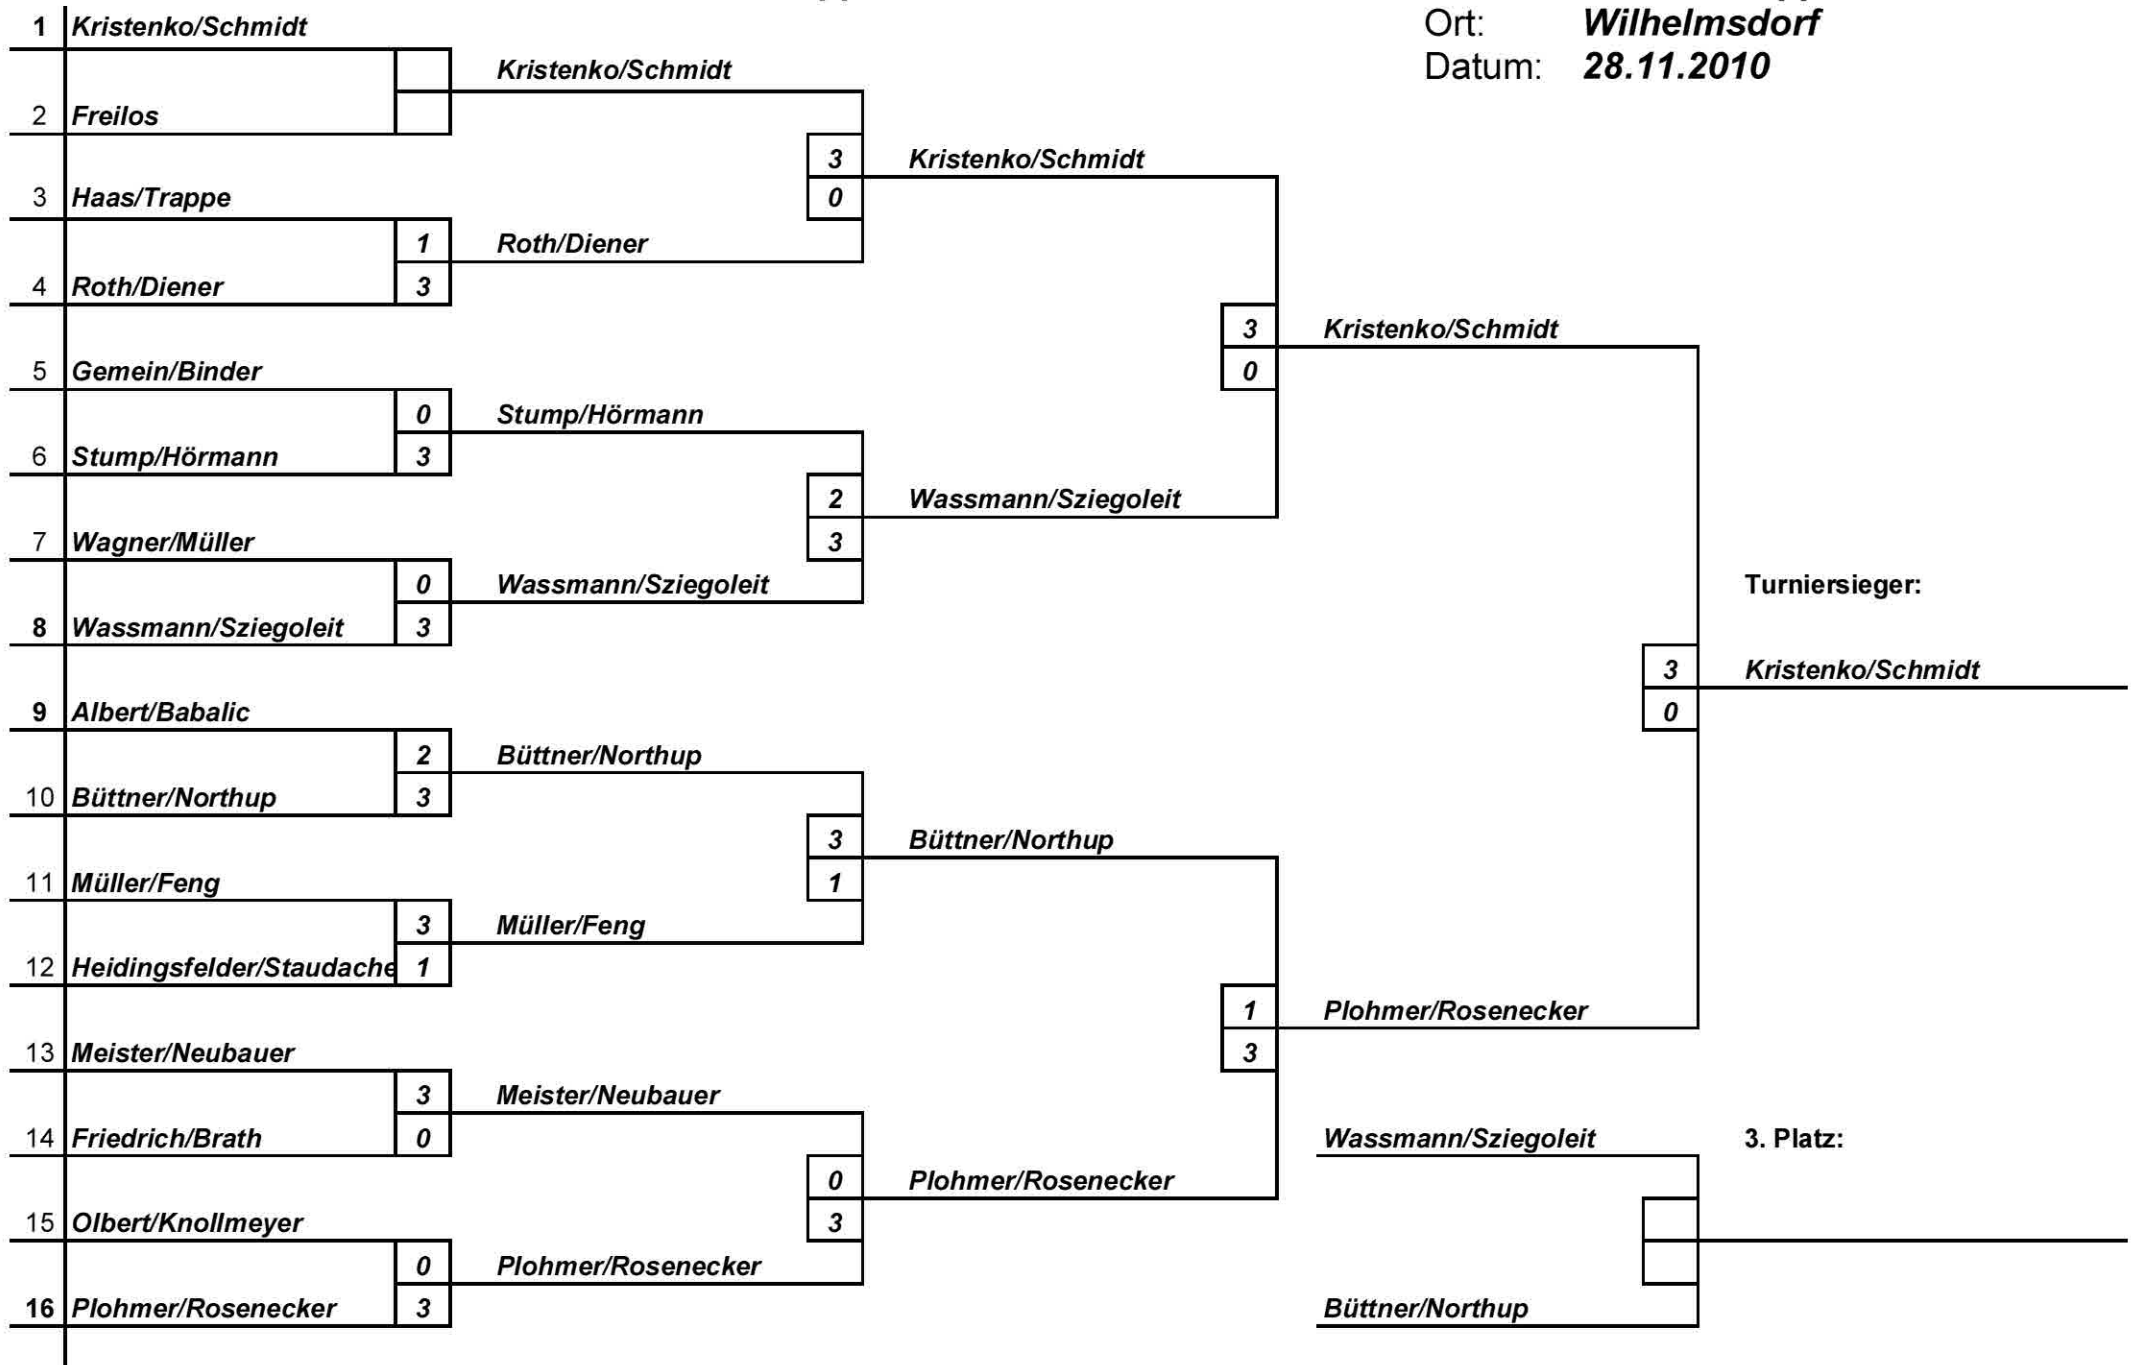 Ort: Wilhelmsdorf
Datum: 28.11.2010
1 Kristenko/Schmidt
Kristenko/Schmidt
2 Freilos
3 Kristenko/Schmidt
0
3 Haas/Trappe
1 Roth/Diener
4 Roth/Diener 3
3 Kristenko/Schmidt
0
5 Gemein/Binder
0 Stump/Hörmann
6 Stump/Hörmann 3
2 Wassmann/Sziegoleit
3
7 Wagner/Müller
0 Wassmann/Sziegoleit
8 Wassmann/Sziegoleit 3
Turniersieger:
3 Kristenko/Schmidt
0
9 Albert/Babalic
2 Büttner/Northup
10 Büttner/Northup 3
3 Büttner/Northup
1
11 Müller/Feng
3 Müller/Feng
12 Heidingsfelder/Staudache 1
1 Plohmer/Rosenecker
3
13 Meister/Neubauer
3 Meister/Neubauer
14 Friedrich/Brath 0
Wassmann/Sziegoleit 3. Platz:
0 Plohmer/Rosenecker
3
15 Olbert/Knollmeyer
0 Plohmer/Rosenecker
16 Plohmer/Rosenecker 3
Büttner/Northup